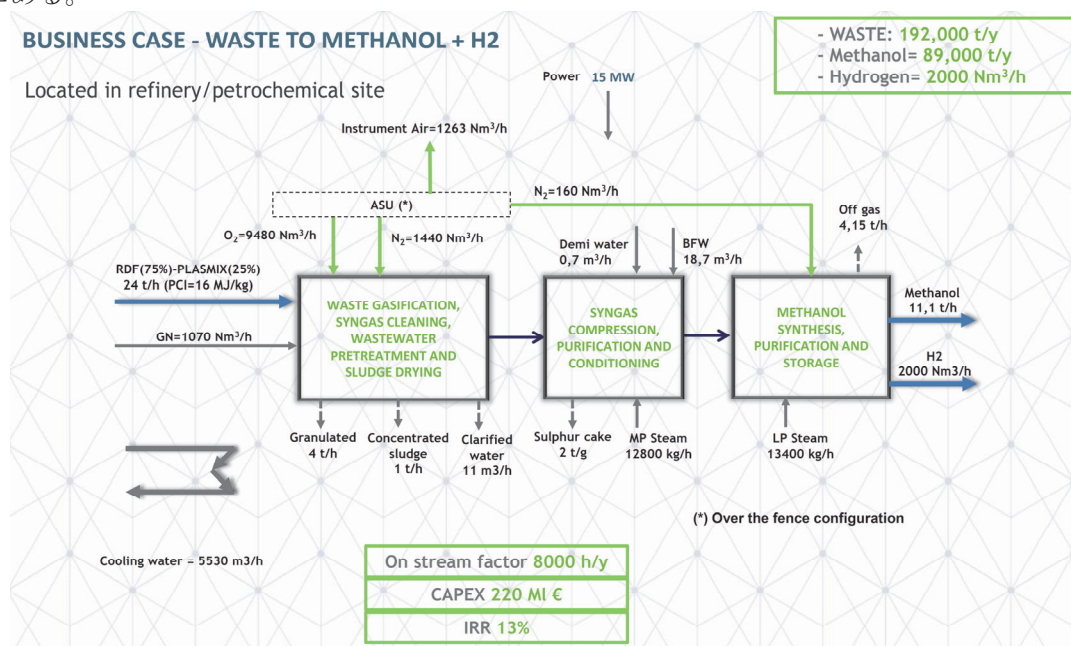 BUSINESS CASE - WASTE TO METHANOL + H2
- WASTE: 192,000 t/y
- Methanol= 89,000 t/y
- Hydrogen= 2000 Nm³/h
Located in refinery/petrochemical site
Power 15 MW
Instrument Air=1263 Nm³/h
ASU (*)
N₂=160 Nm³/h
O₂=9480 Nm³/h
N₂=1440 Nm³/h
Off gas
4,15 t/h
Demi water
0,7 m³/h
BFW
18,7 m³/h
RDF(75%)-PLASMIX(25%)
24 t/h (PCI=16 MJ/kg)
GN=1070 Nm³/h
WASTE GASIFICATION,
SYNGAS CLEANING,
WASTEWATER
PRETREATMENT AND
SLUDGE DRYING
SYNGAS
COMPRESSION,
PURIFICATION AND
CONDITIONING
METHANOL
SYNTHESIS,
PURIFICATION AND
STORAGE
Methanol
11,1 t/h
H2
2000 Nm3/h
Granulated
4 t/h
Concentrated
sludge
1 t/h
Clarified
water
11 m3/h
Sulphur cake
2 t/g
MP Steam
12800 kg/h
LP Steam
13400 kg/h
(*) Over the fence configuration
Cooling water = 5530 m3/h
On stream factor 8000 h/y
CAPEX 220 Ml €
IRR 13%